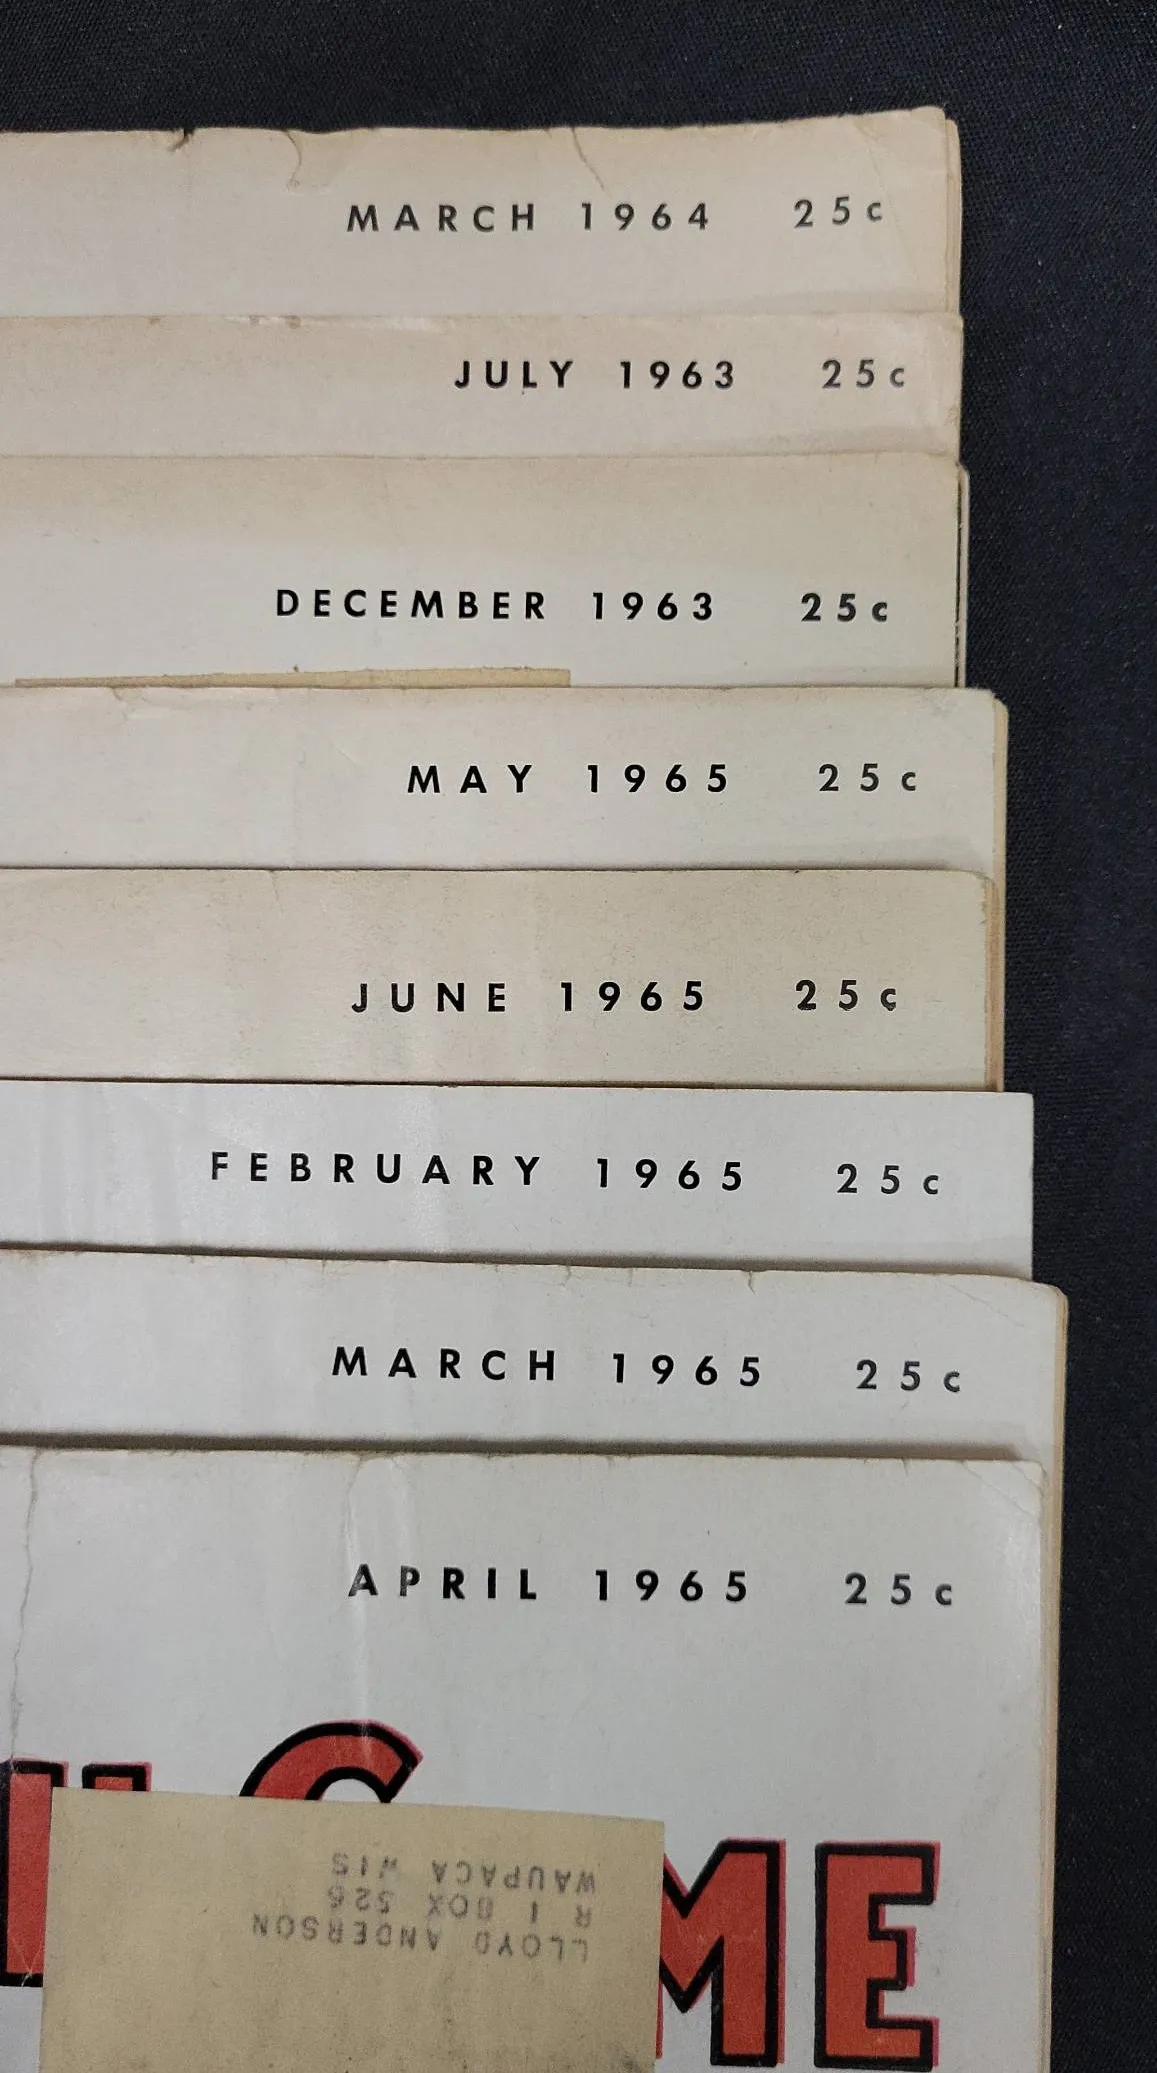 MARCH 1964 25c
JULY 1963 25c
DECEMBER 1963 25c
MAY 1965 25c
JUNE 1965 25c
FEBRUARY 1965 25c
MARCH 1965 25c
APRIL 1965 25c
LLOYD ANDERSON
R 1 BOX 526
WAUPACA WIS